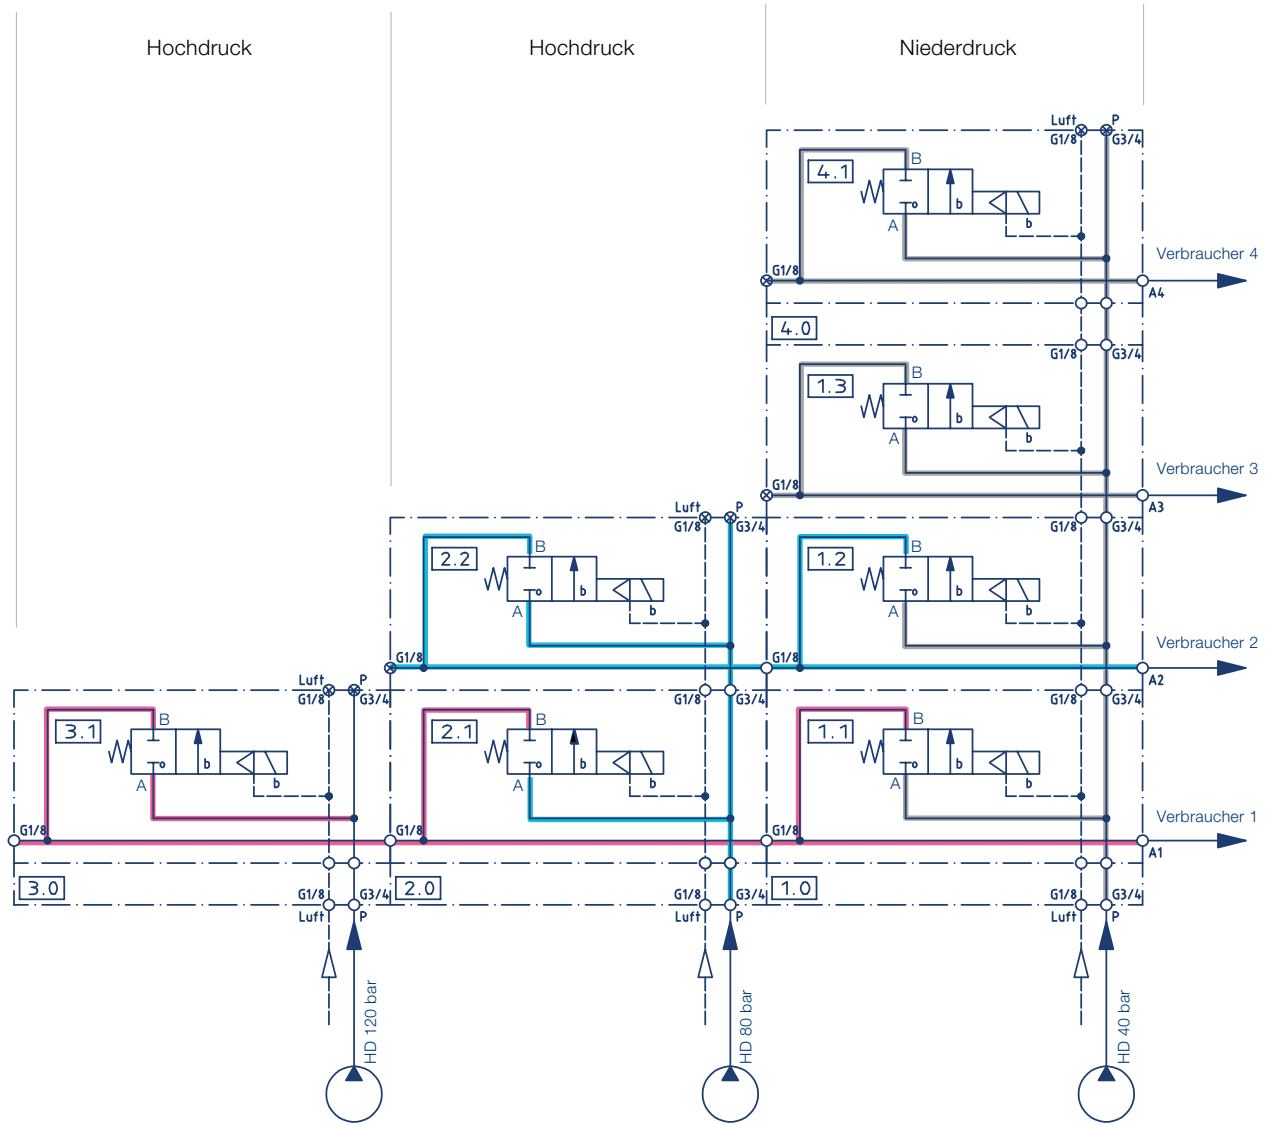 Hochdruck Hochdruck Niederdruck
Luft P
G1/8 G3/4
4.1 B
o b
A b
Verbraucher 4
G1/8
A4
4.0
G1/8 G3/4
1.3 B
o b
A b
Verbraucher 3
G1/8
A3
Luft P
G1/8 G3/4 G1/8 G3/4
2.2 B 1.2 B
o b o b
A b A b
Verbraucher 2
G1/8 G1/8
A2
Luft P
G1/8 G3/4 G1/8 G3/4 G1/8 G3/4
3.1 B 2.1 B 1.1 B
o b o b o b
A b A b A b
Verbraucher 1
G1/8 G1/8 G1/8
A1
3.0 G1/8 G3/4 2.0 G1/8 G3/4 1.0 G1/8 G3/4
Luft P Luft P Luft P
HD 120 bar HD 80 bar HD 40 bar